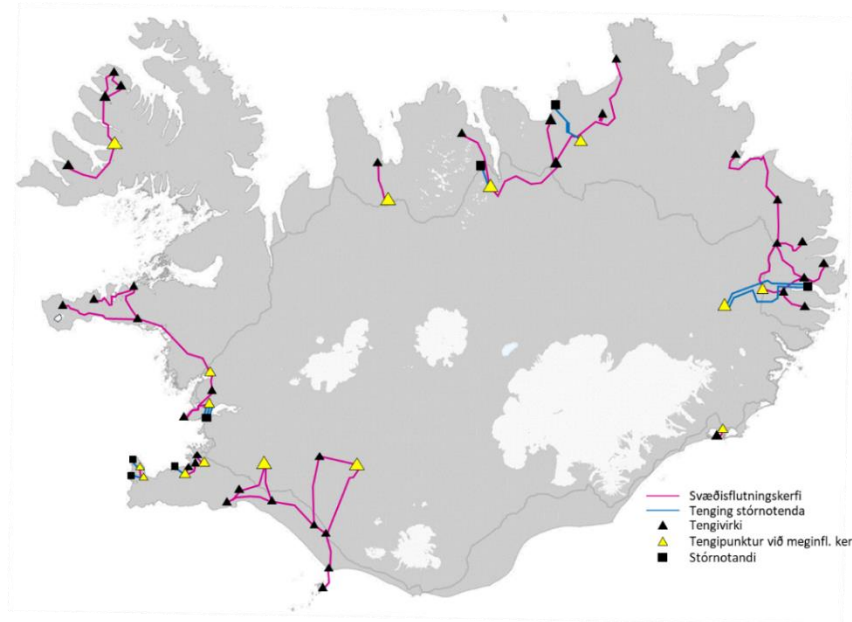 Svæðisflutningskerfi
Tenging stórnotenda
Tengivirki
Tengipunktur við meginfl. ker
Stórnotandi